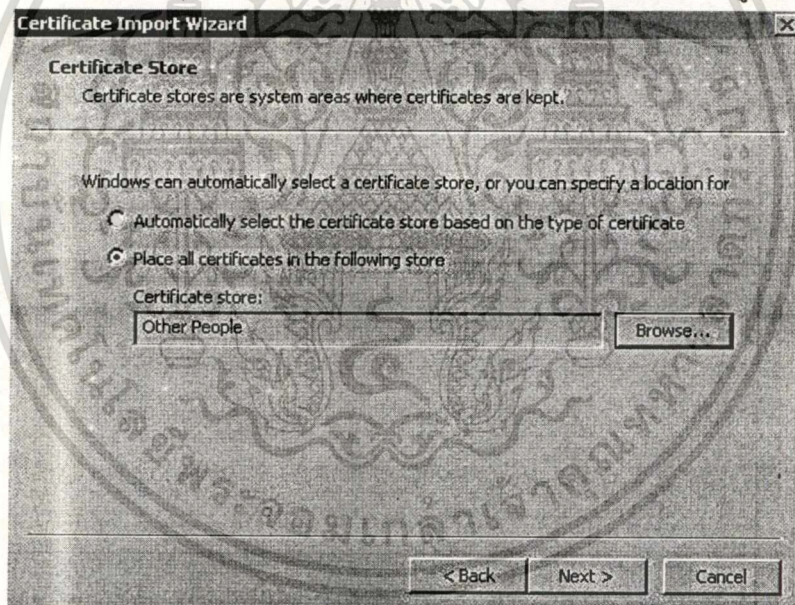 Certificate Import Wizard
Certificate Store
Certificate stores are system areas where certificates are kept.
Windows can automatically select a certificate store, or you can specify a location for
Automatically select the certificate store based on the type of certificate
Place all certificates in the following store
Certificate store:
Other People
Browse...
< Back
Next >
Cancel